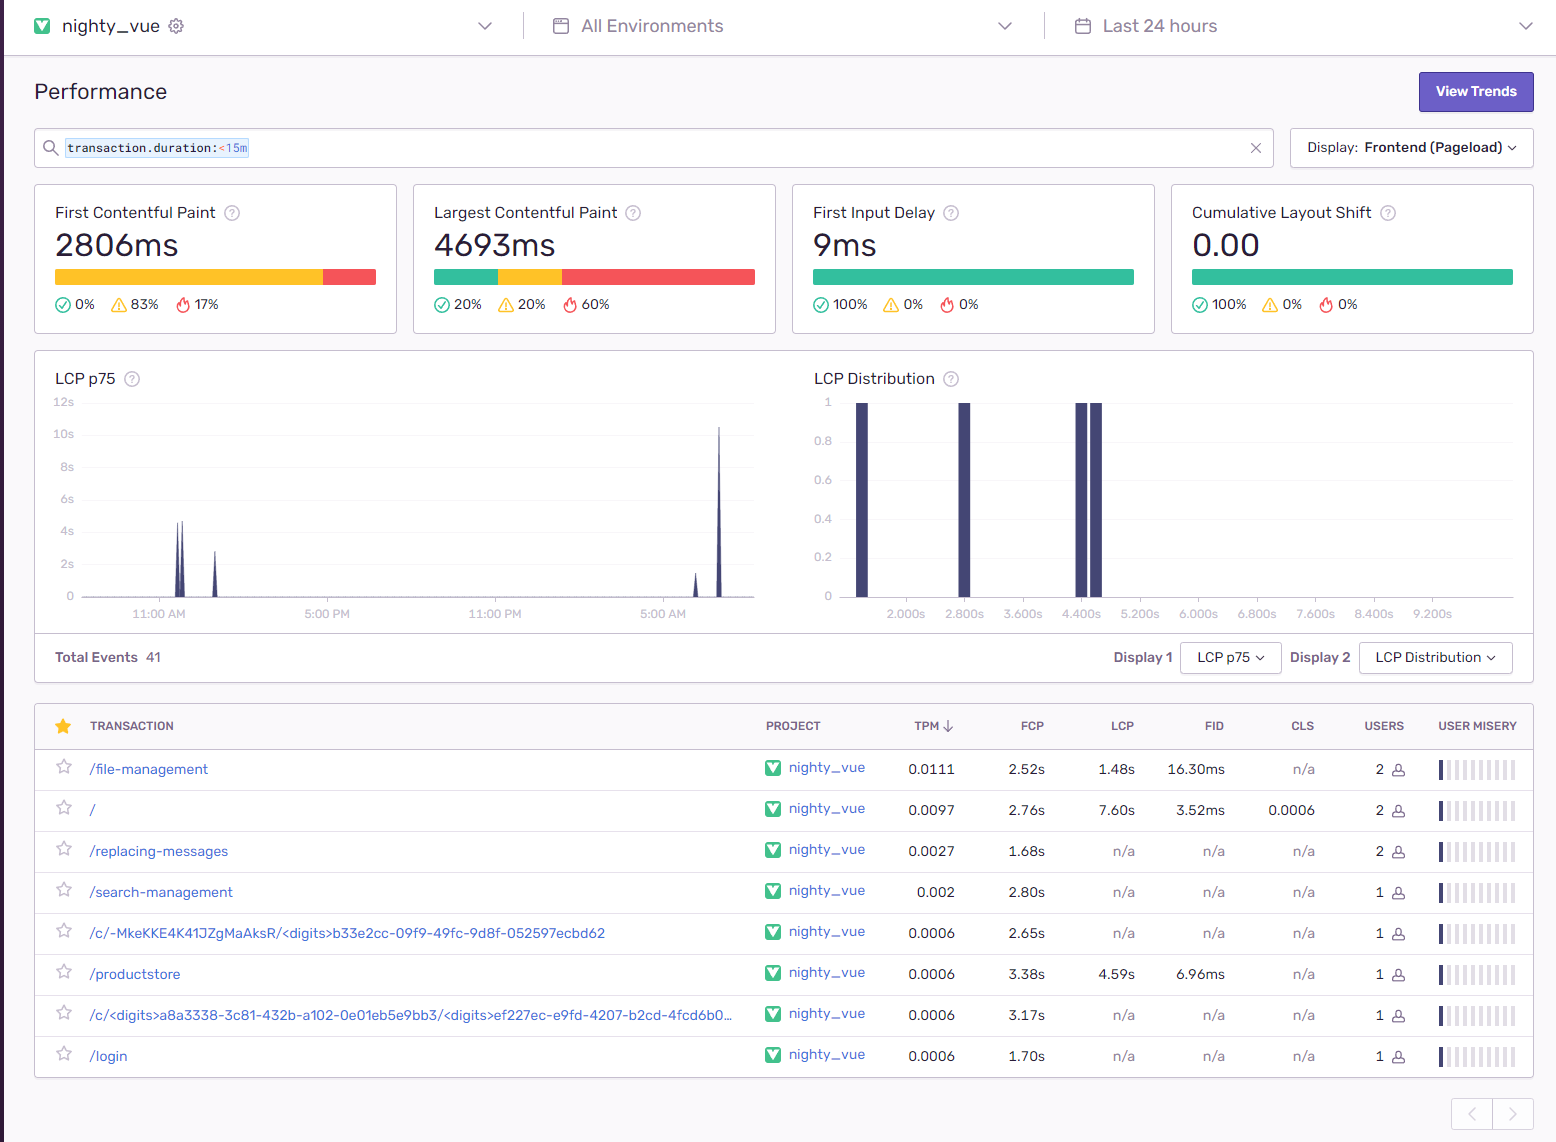 nighty_vue All Environments Last 24 hours
Performance View Trends
transaction.duration:<15m Display: Frontend (Pageload)
First Contentful Paint ? Largest Contentful Paint ? First Input Delay ? Cumulative Layout Shift ?
2806ms 4693ms 9ms 0.00
0% 83% 17% 20% 20% 60% 100% 0% 0% 100% 0% 0%
LCP p75 ? LCP Distribution ?
12s 1
10s
8s 0.8
6s 0.6
4s 0.4
2s 0.2
0 0
11:00 AM 5:00 PM 11:00 PM 5:00 AM 2.000s 2.800s 3.600s 4.400s 5.200s 6.000s 6.800s 7.600s 8.400s 9.200s
Total Events 41 Display 1 LCP p75 Display 2 LCP Distribution
TRANSACTION PROJECT TPM FCP LCP FID CLS USERS USER MISERY
/file-management nighty_vue 0.0111 2.52s 1.48s 16.30ms n/a 2
/ nighty_vue 0.0097 2.76s 7.60s 3.52ms 0.0006 2
/replacing-messages nighty_vue 0.0027 1.68s n/a n/a n/a 2
/search-management nighty_vue 0.002 2.80s n/a n/a n/a 1
/c/-MkeKKE4K41JZgMaAksR/<digits>b33e2cc-09f9-49fc-9d8f-052597ecbd62 nighty_vue 0.0006 2.65s n/a n/a n/a 1
/productstore nighty_vue 0.0006 3.38s 4.59s 6.96ms n/a 1
/c/<digits>a8a3338-3c81-432b-a102-0e01eb5e9bb3/<digits>ef227ec-e9fd-4207-b2cd-4fcd6b0... nighty_vue 0.0006 3.17s n/a n/a n/a 1
/login nighty_vue 0.0006 1.70s n/a n/a n/a 1